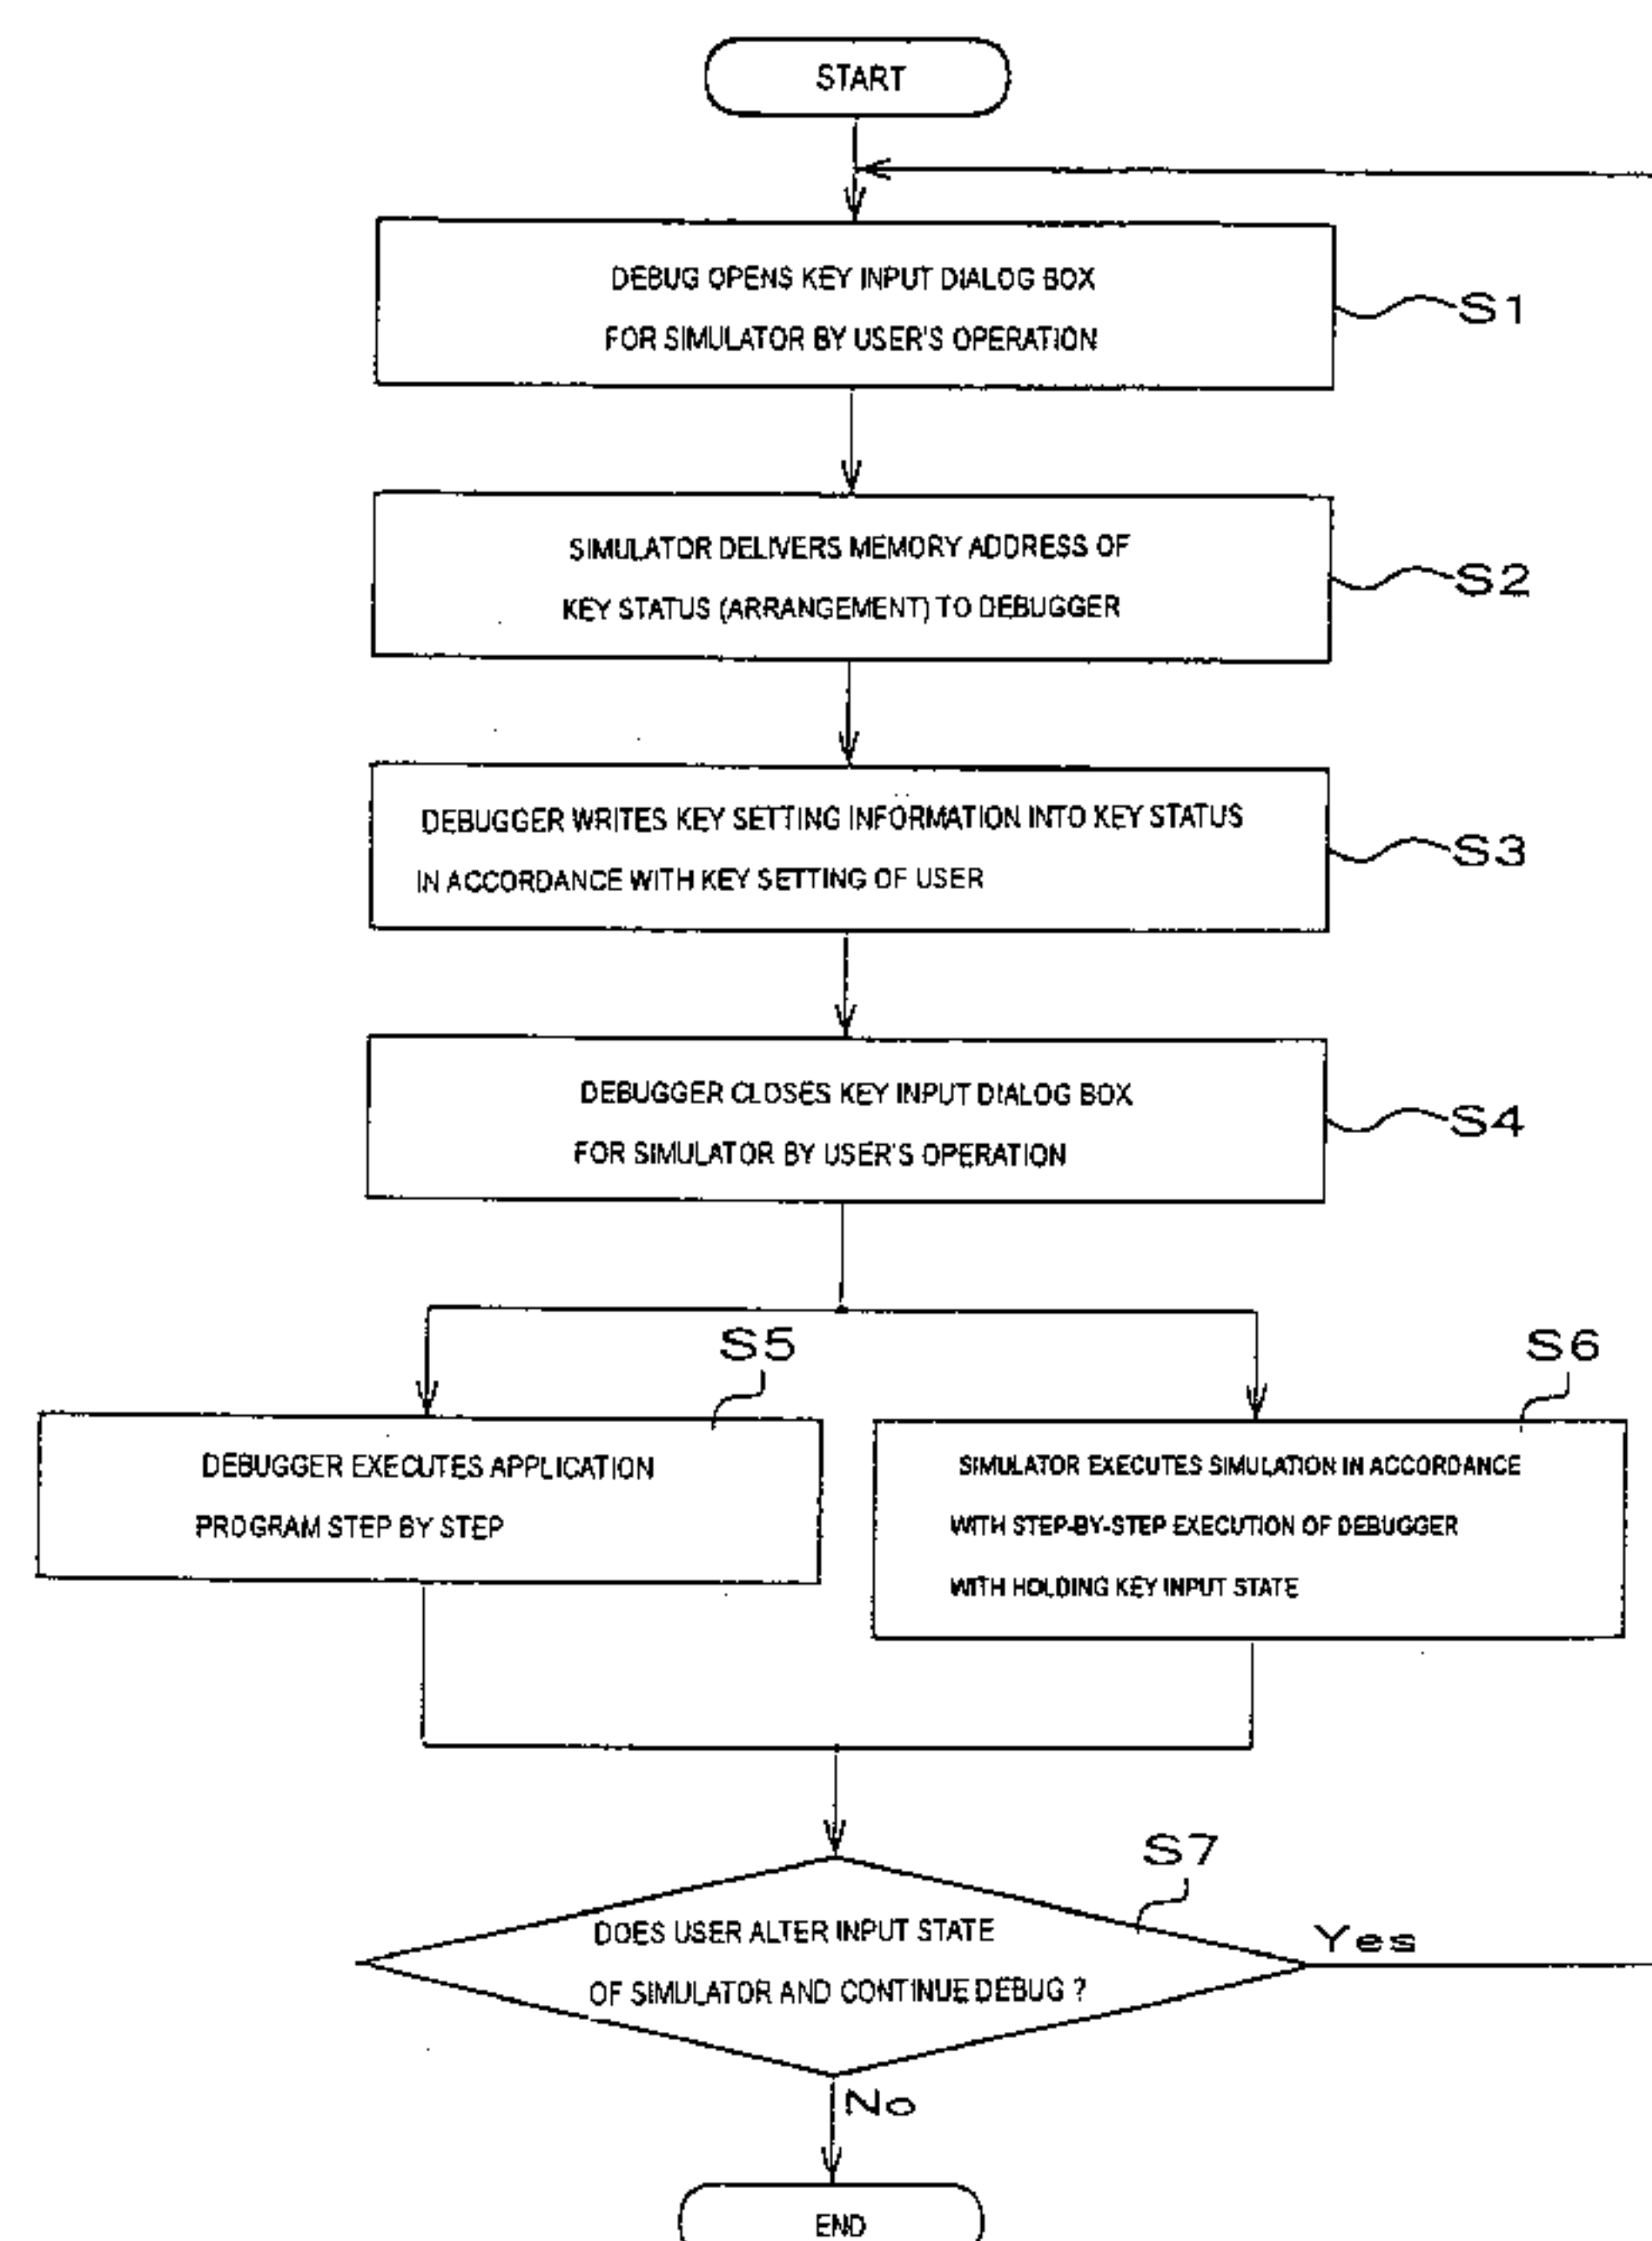 START
DEBUG OPENS KEY INPUT DIALOG BOX
FOR SIMULATOR BY USER'S OPERATION
S1
SIMULATOR DELIVERS MEMORY ADDRESS OF
KEY STATUS (ARRANGEMENT) TO DEBUGGER
S2
DEBUGGER WRITES KEY SETTING INFORMATION INTO KEY STATUS
IN ACCORDANCE WITH KEY SETTING OF USER
S3
DEBUGGER CLOSES KEY INPUT DIALOG BOX
FOR SIMULATOR BY USER'S OPERATION
S4
S5
DEBUGGER EXECUTES APPLICATION
PROGRAM STEP BY STEP
S6
SIMULATOR EXECUTES SIMULATION IN ACCORDANCE
WITH STEP-BY-STEP EXECUTION OF DEBUGGER
WITH HOLDING KEY INPUT STATE
S7
DOES USER ALTER INPUT STATE
OF SIMULATOR AND CONTINUE DEBUG ?
Yes
No
END